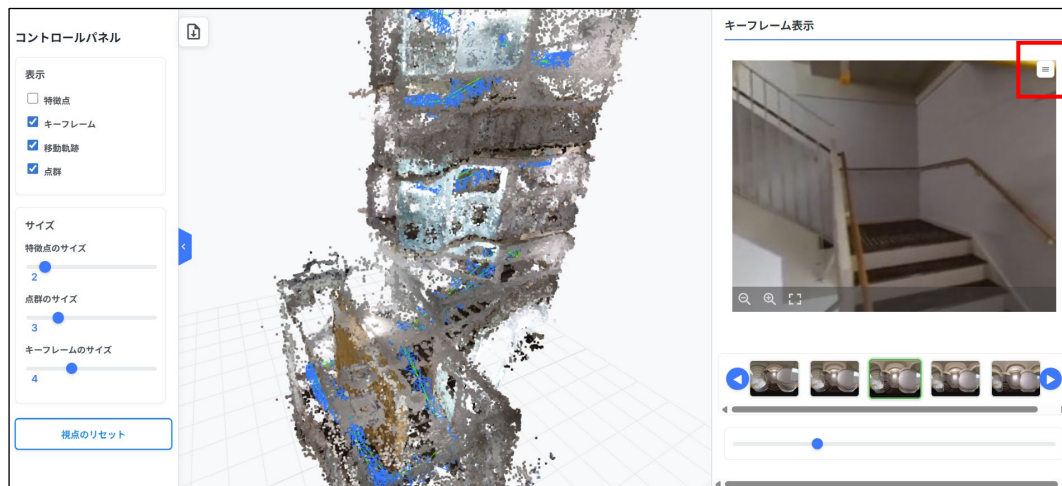 コントロールパネル
表示
特徴点
キーフレーム
移動軌跡
点群
サイズ
特徴点のサイズ
2
点群のサイズ
3
キーフレームのサイズ
4
視点のリセット
キーフレーム表示